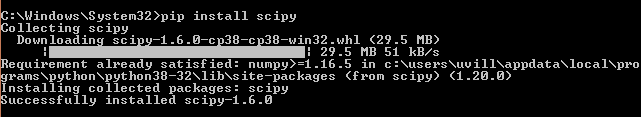 C:\Windows\System32>pip install scipy
Collecting scipy
  Downloading scipy-1.6.0-cp38-cp38-win32.whl (29.5 MB)
     |████████████████████████████████| 29.5 MB 51 kB/s
Requirement already satisfied: numpy>=1.16.5 in c:\users\uvill\appdata\local\pro
grams\python\python38-32\lib\site-packages (from scipy) (1.20.0)
Installing collected packages: scipy
Successfully installed scipy-1.6.0